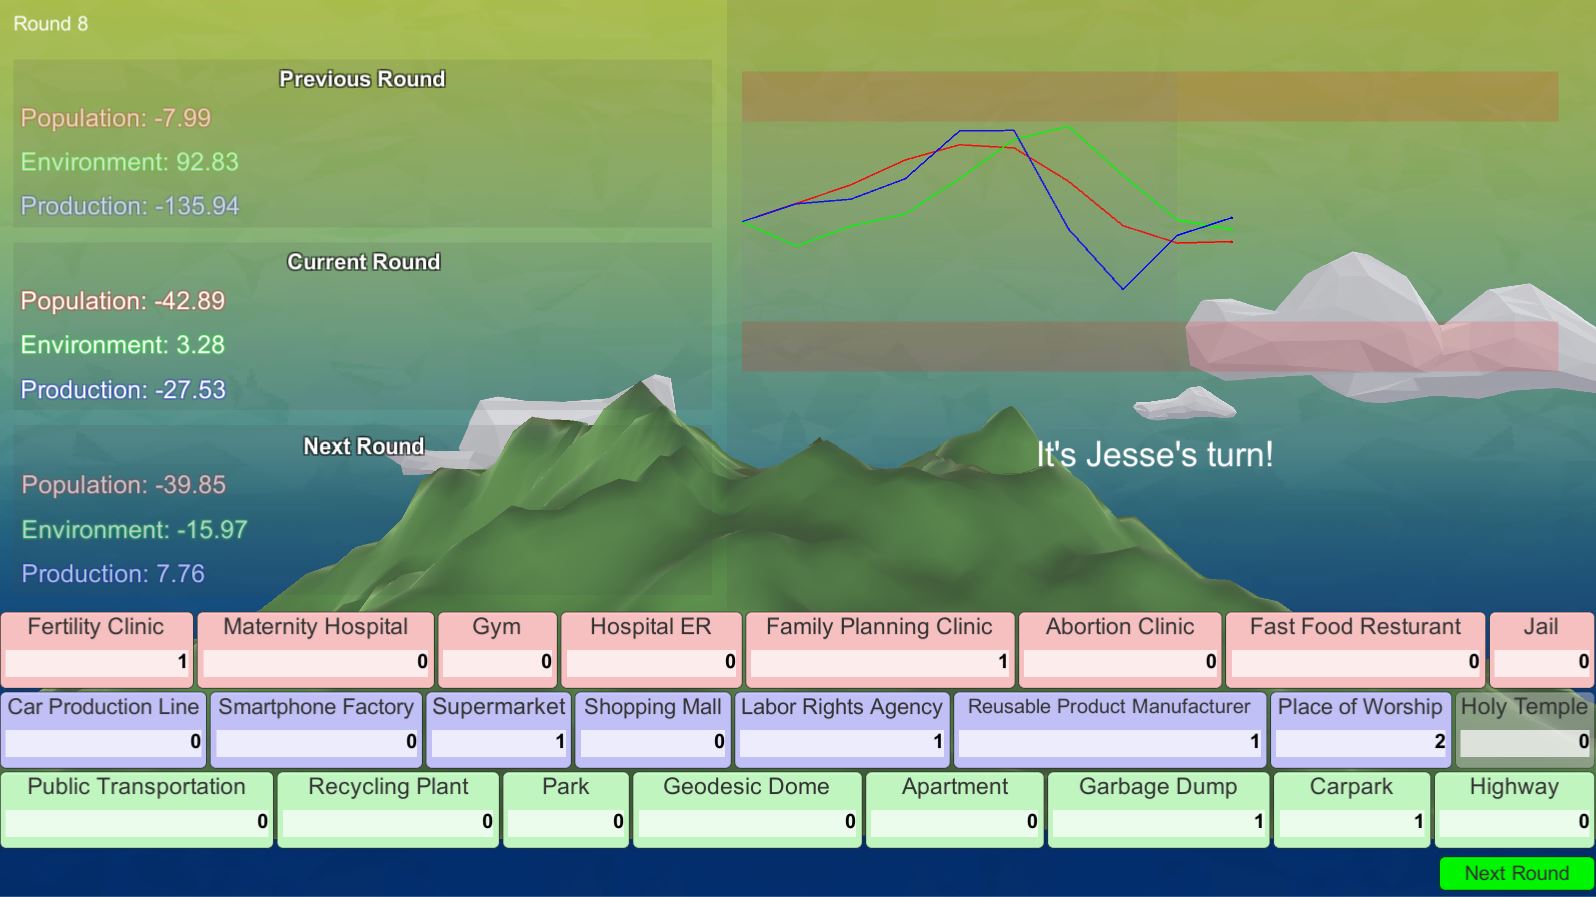 Round 8
Previous Round
Population: -7.99
Environment: 92.83
Production: -135.94
Current Round
Population: -42.89
Environment: 3.28
Production: -27.53
Next Round
Population: -39.85
Environment: -15.97
Production: 7.76
It's Jesse's turn!
Fertility Clinic Maternity Hospital Gym Hospital ER Family Planning Clinic Abortion Clinic Fast Food Resturant Jail
1 0 0 0 1 0 0 0
Car Production Line Smartphone Factory Supermarket Shopping Mall Labor Rights Agency Reusable Product Manufacturer Place of Worship Holy Temple
0 0 1 0 1 1 2 0
Public Transportation Recycling Plant Park Geodesic Dome Apartment Garbage Dump Carpark Highway
0 0 0 0 0 1 1 0
Next Round